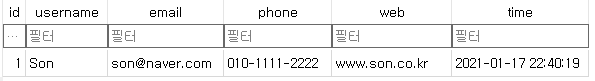 id username email phone web time
… 필터 필터 필터 필터 필터
1 Son son@naver.com 010-1111-2222 www.son.co.kr 2021-01-17 22:40:19